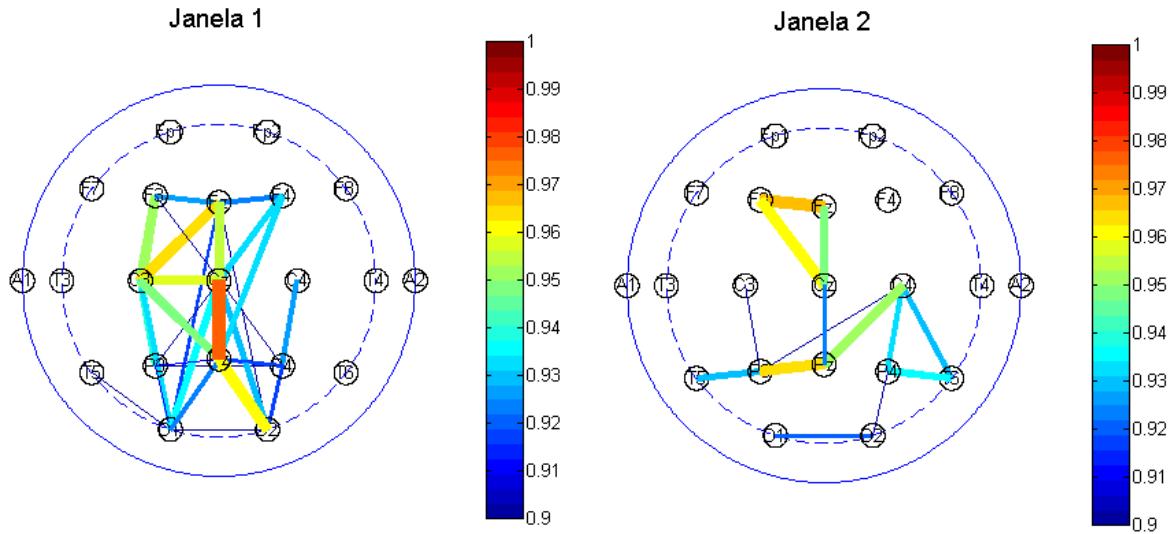 Janela 1
Janela 2
1
0.99
0.98
0.97
0.96
0.95
0.94
0.93
0.92
0.91
0.9
1
0.99
0.98
0.97
0.96
0.95
0.94
0.93
0.92
0.91
0.9
Fp1 Fp2
F7 F3 Fz F4 F8
A1 T3 C3 C4 T4 A2
T5 P4 T6
O1 O2
Fp1 Fp2
F7 F3 Fz F4 F8
A1 T3 C3 Cz C4 T4 A2
Pz P4
O1 O2